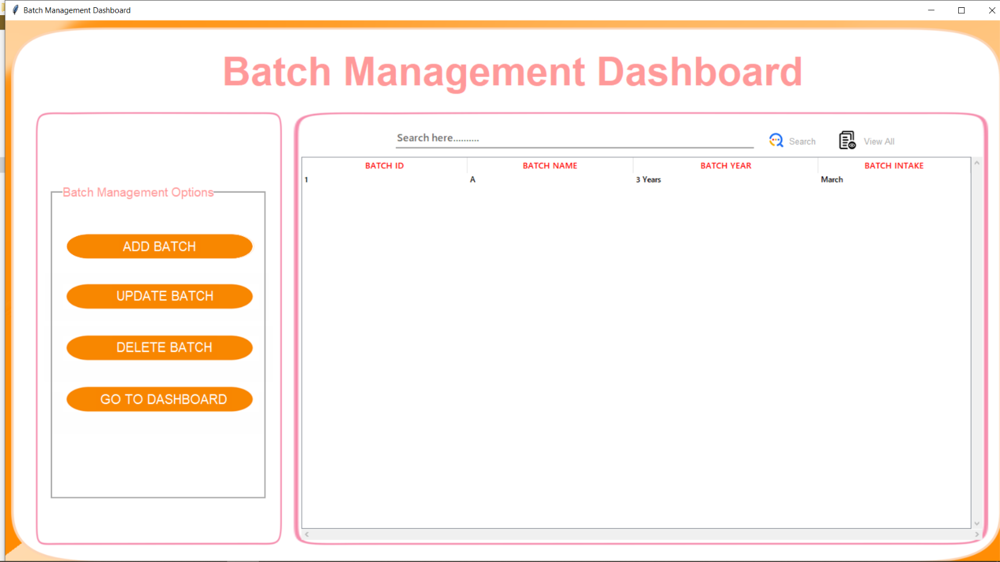 Batch Management Dashboard
Batch Management Dashboard
Search here..........
Search
View All
BATCH ID BATCH NAME BATCH YEAR BATCH INTAKE
1 A 3 Years March
Batch Management Options
ADD BATCH
UPDATE BATCH
DELETE BATCH
GO TO DASHBOARD